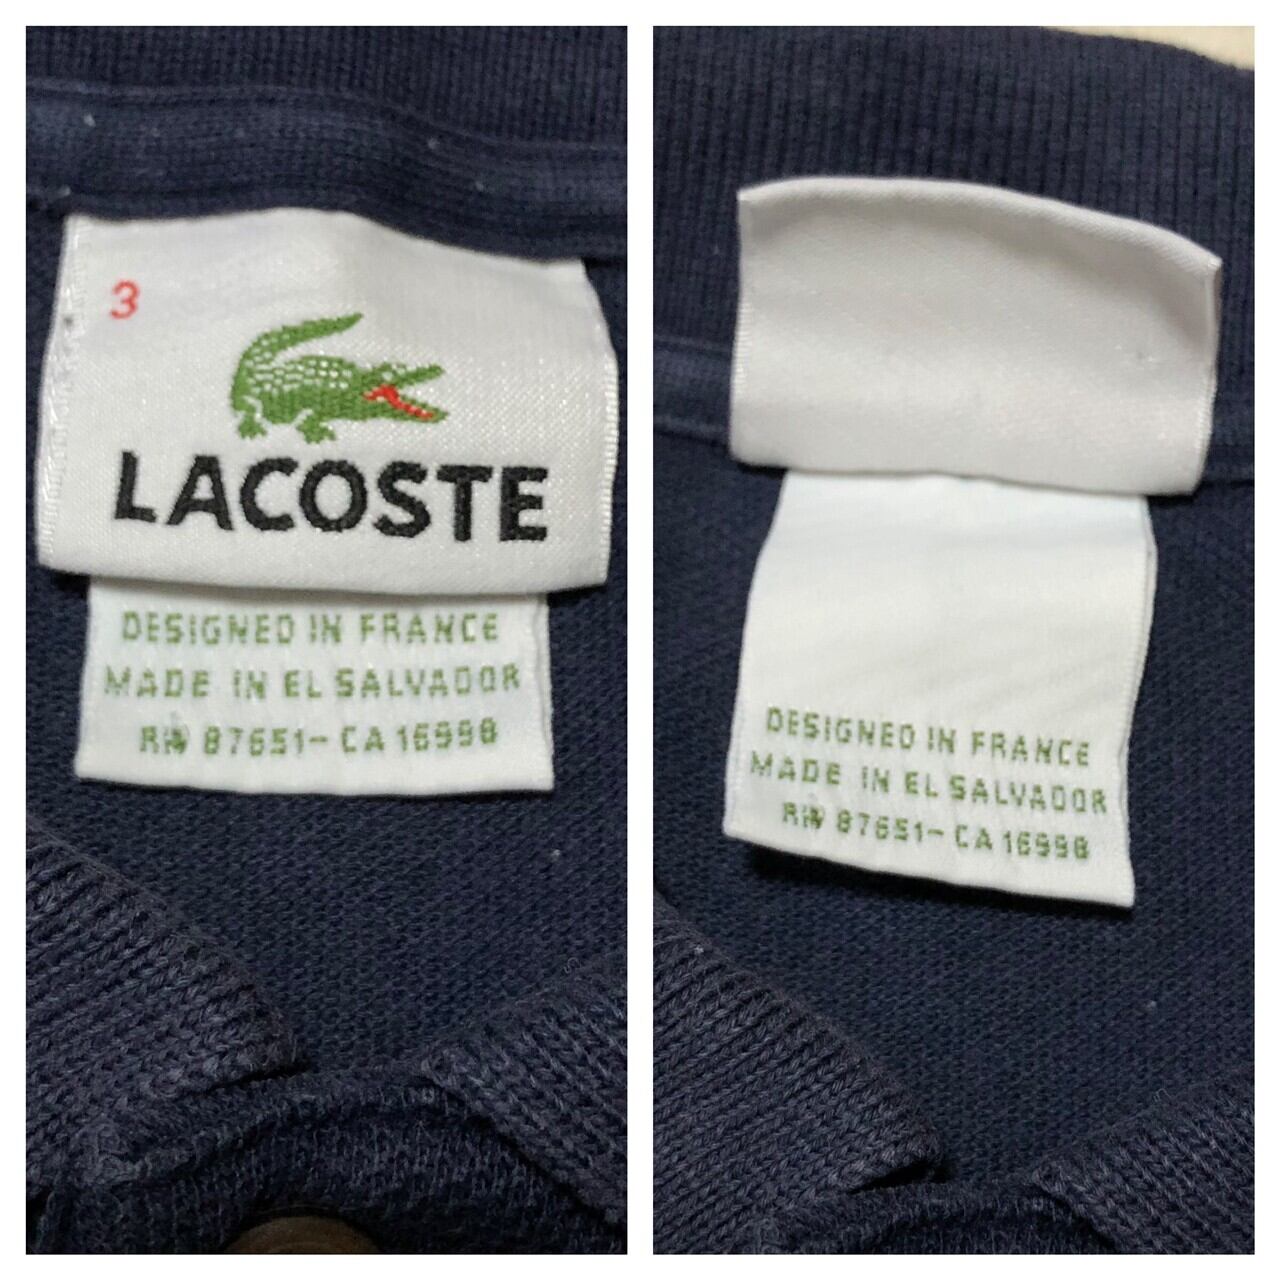 3
LACOSTE
DESIGNED IN FRANCE
MADE IN EL SALVADOR
RN 87651-CA 16998
DESIGNED IN FRANCE
MADE IN EL SALVADOR
RN 87651-CA 16998